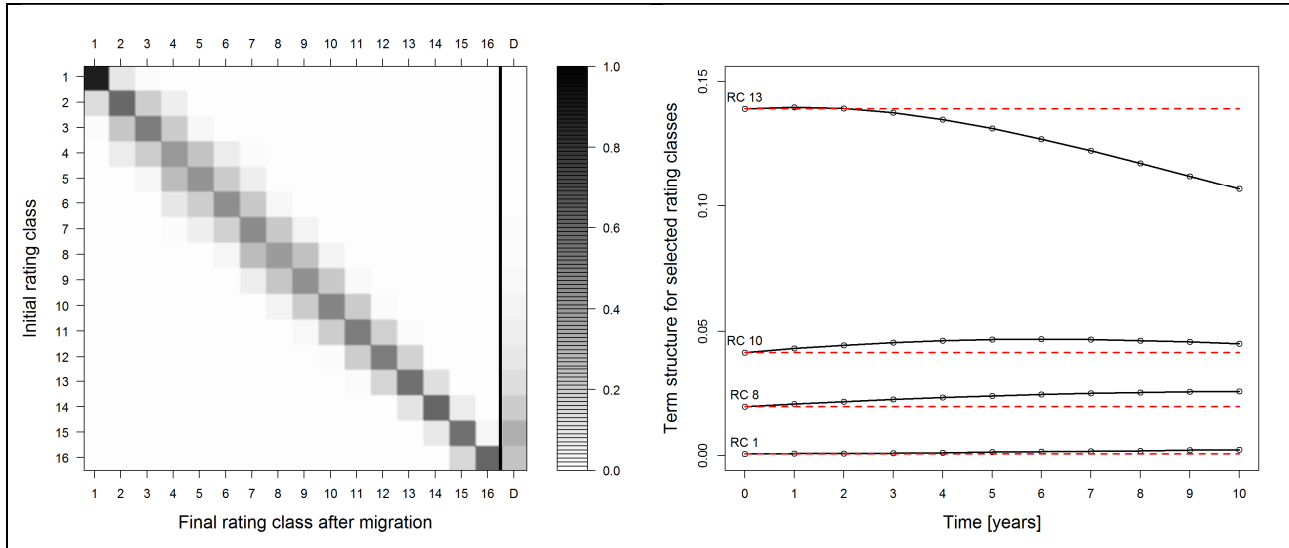 1 2 3 4 5 6 7 8 9 10 11 12 13 14 15 16 D
Initial rating class
1
2
3
4
5
6
7
8
9
10
11
12
13
14
15
16
1 2 3 4 5 6 7 8 9 10 11 12 13 14 15 16 D
Final rating class after migration
1.0
0.8
0.6
0.4
0.2
0.0
Term structure for selected rating classes
0.15
0.10
0.05
0.00
RC 13
RC 10
RC 8
RC 1
0 1 2 3 4 5 6 7 8 9 10
Time [years]